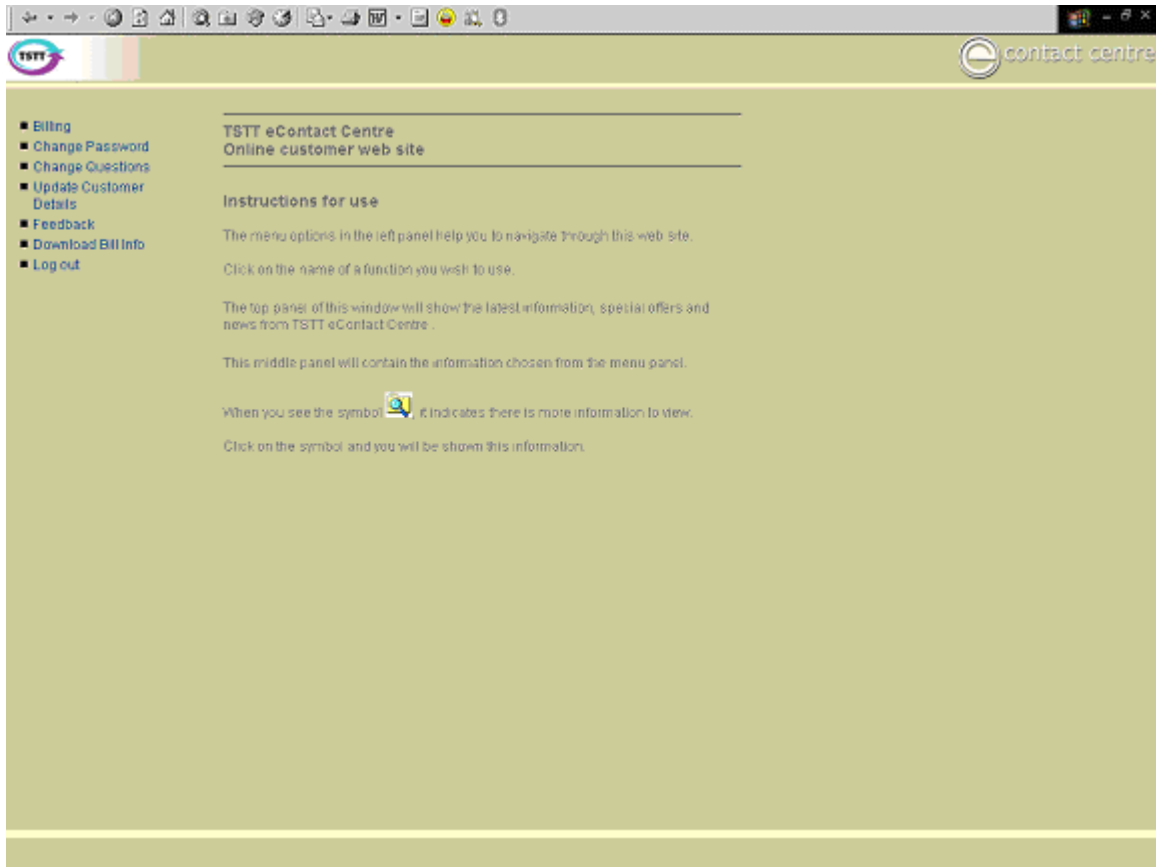 TSTT
contact centre
Billing
Change Password
Change Questions
Update Customer
Details
Feedback
Download Bill Info
Log out
TSTT eContact Centre
Online customer web site
Instructions for use
The menu options in the left panel help you to navigate through this web site.
Click on the name of a function you wish to use.
The top panel of this window will show the latest information, special offers and
news from TSTT eContact Centre .
This middle panel will contain the information chosen from the menu panel.
When you see the symbol , it indicates there is more information to view.
Click on the symbol and you will be shown this information.